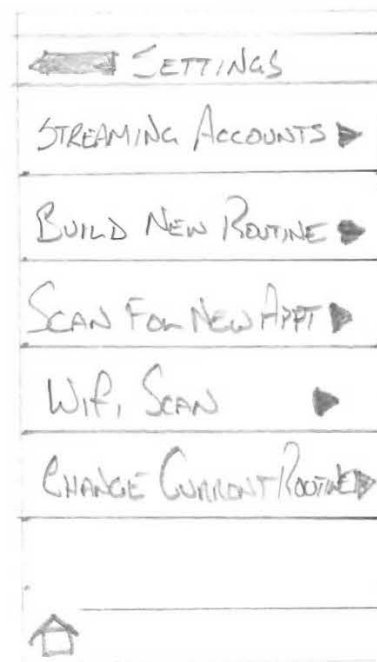 SETTINGS
STREAMING ACCOUNTS
BUILD NEW ROUTINE
SCAN FOR NEW APPT
WIFI SCAN
CHANGE CURRENT ROUTINE